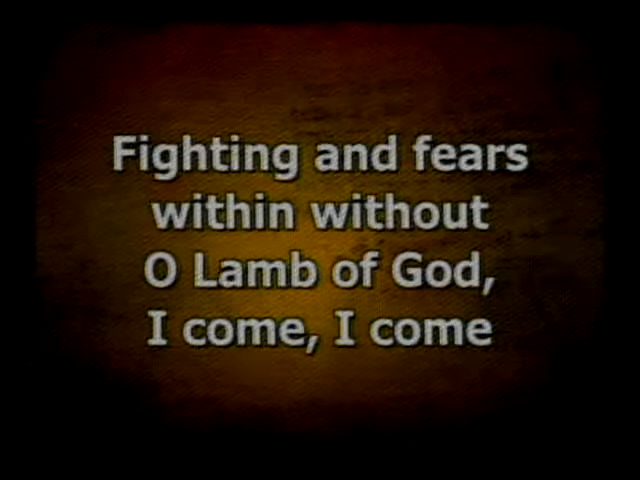 Fighting and fears
within without
O Lamb of God,
I come, I come